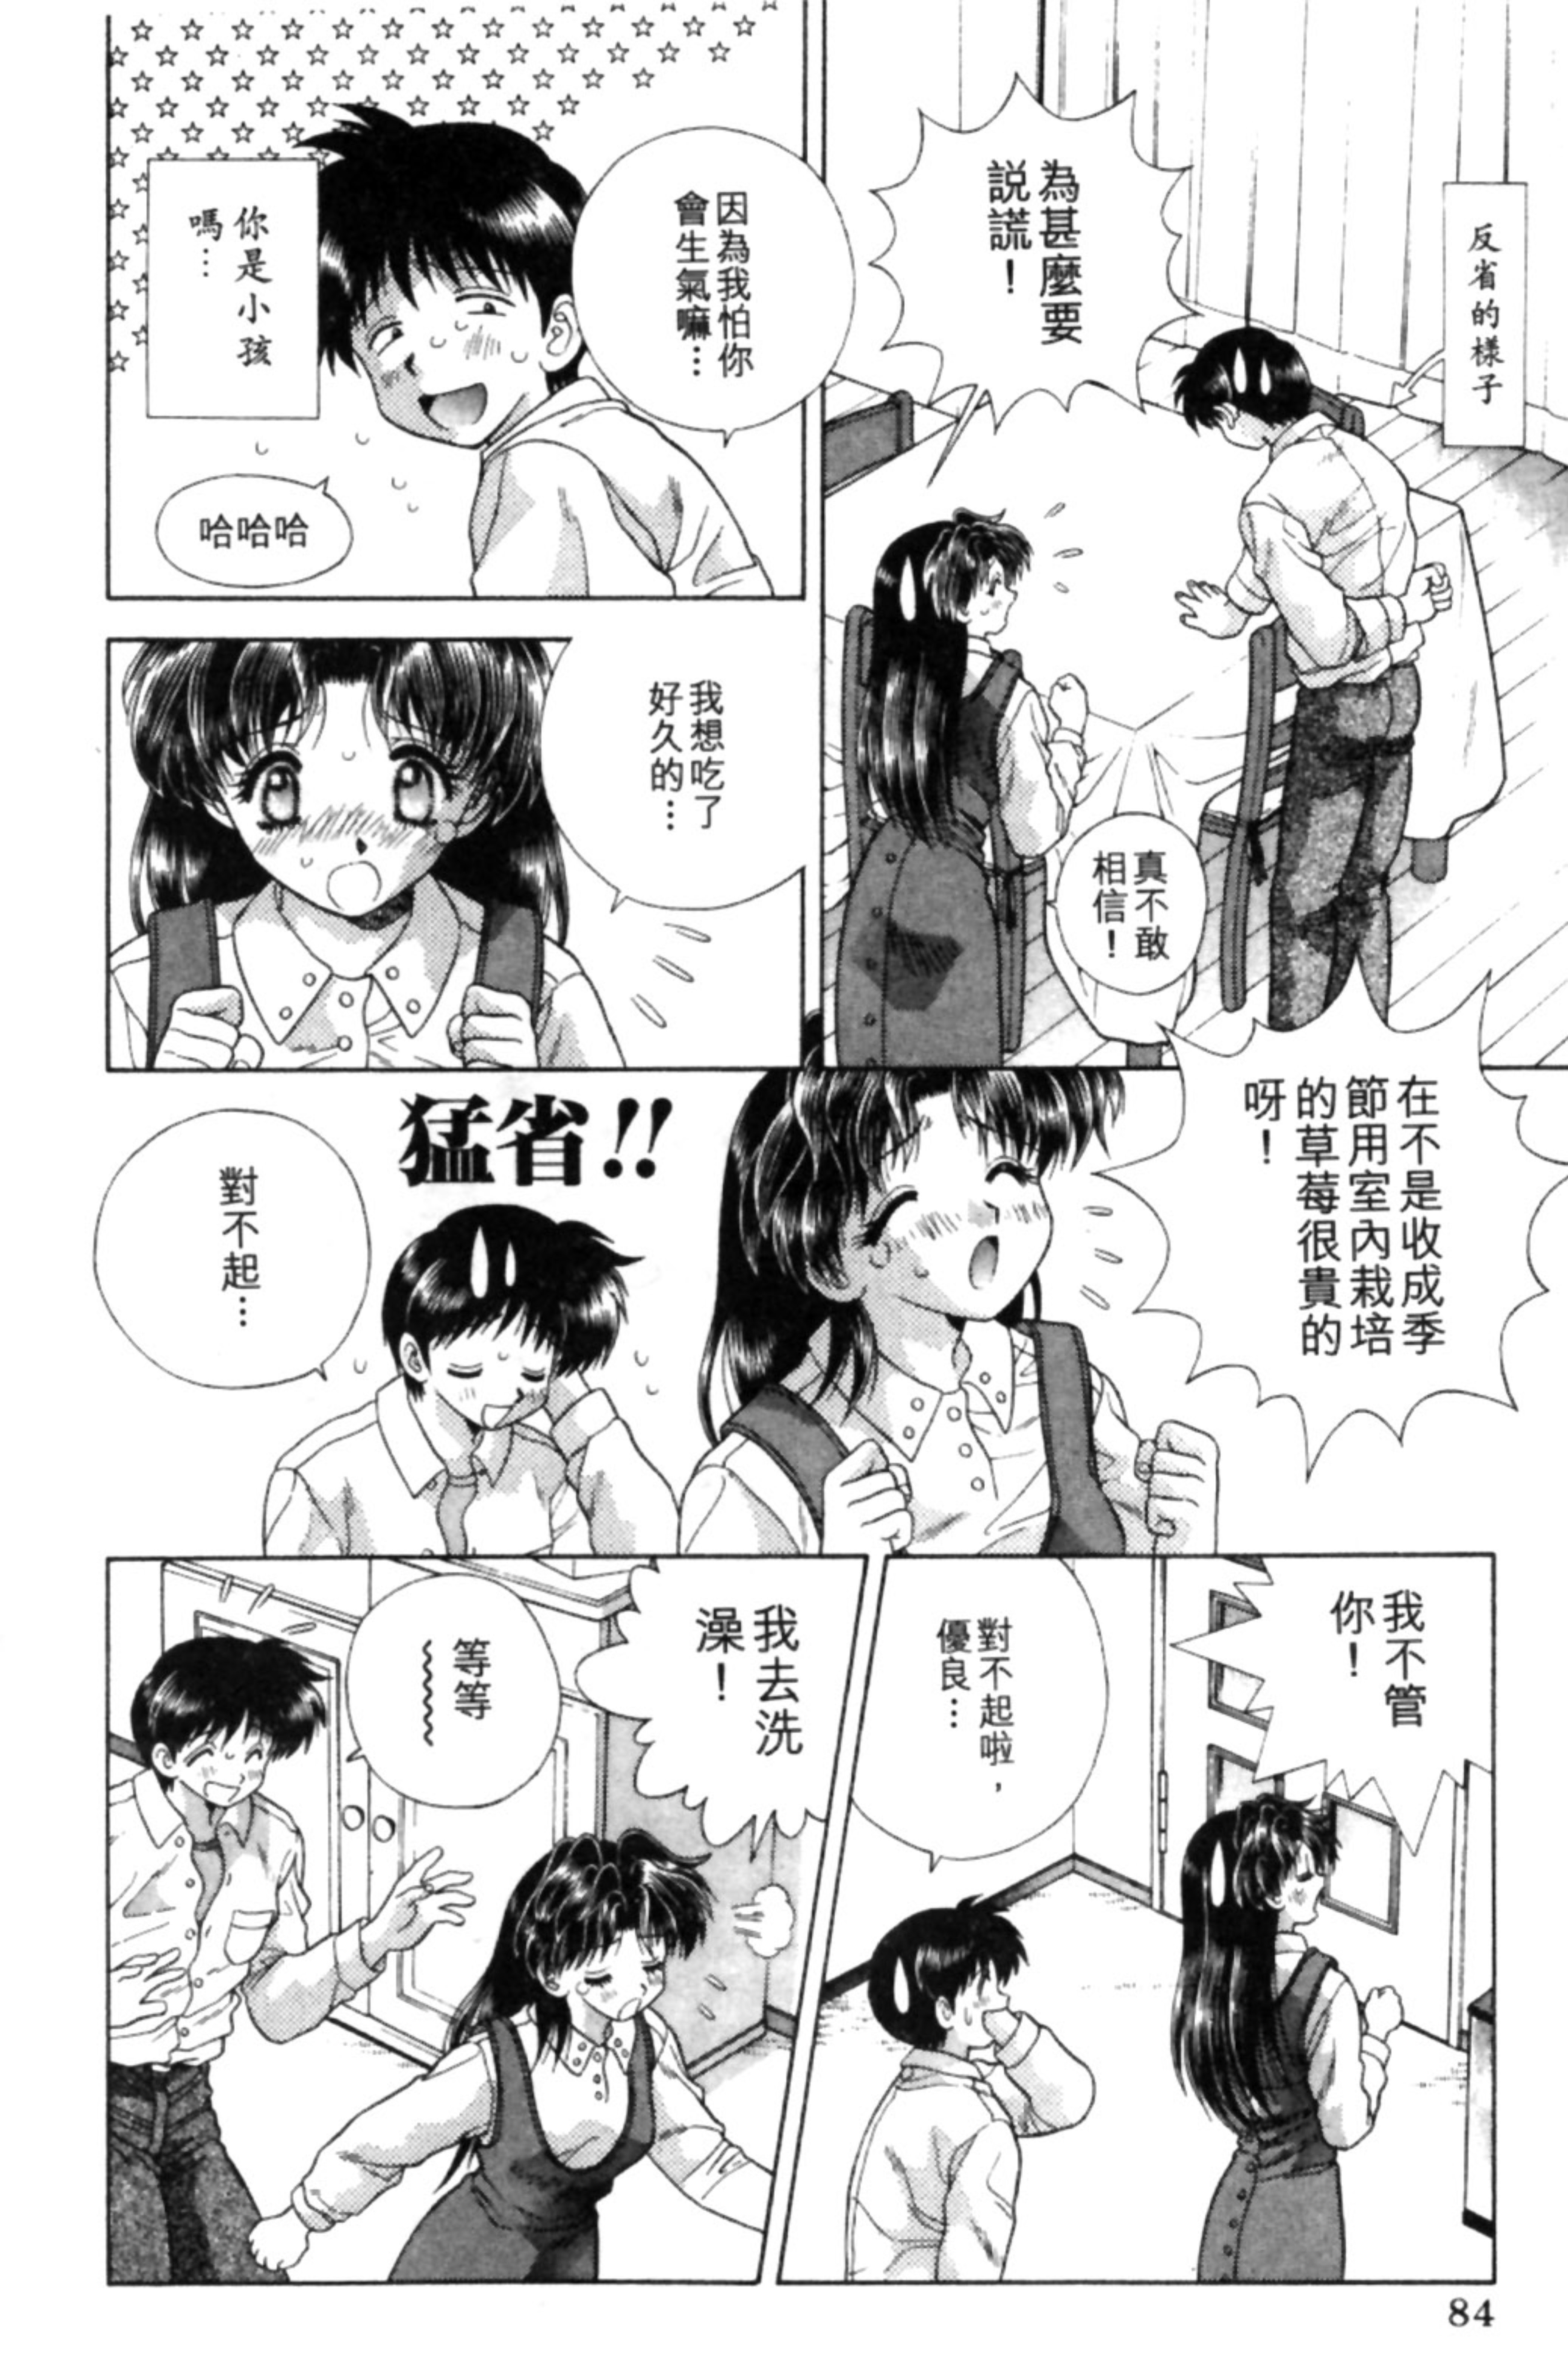 反省的樣子
為甚麼要
説謊！
真不敢
相信！
因為我怕你
會生氣嘛…
你是小孩
嗎…
哈哈哈
我想吃了
好久的…
在不是收成季
節用室內栽培
的草莓很貴的
呀！
猛省!!
對不起…
我不管
你！
對不起啦，
優良…
我去洗
澡！
等等
84